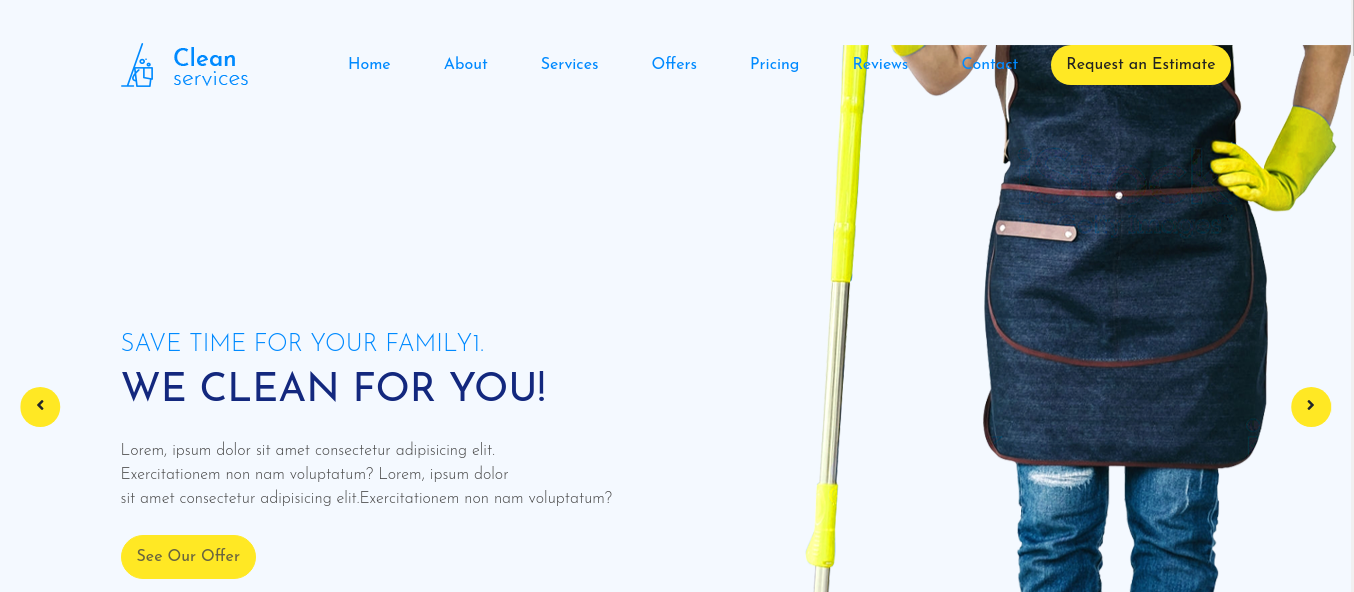 Clean
services
Home About Services Offers Pricing Reviews Contact Request an Estimate
SAVE TIME FOR YOUR FAMILY1.
WE CLEAN FOR YOU!
Lorem, ipsum dolor sit amet consectetur adipisicing elit.
Exercitationem non nam voluptatum? Lorem, ipsum dolor
sit amet consectetur adipisicing elit.Exercitationem non nam voluptatum?
See Our Offer